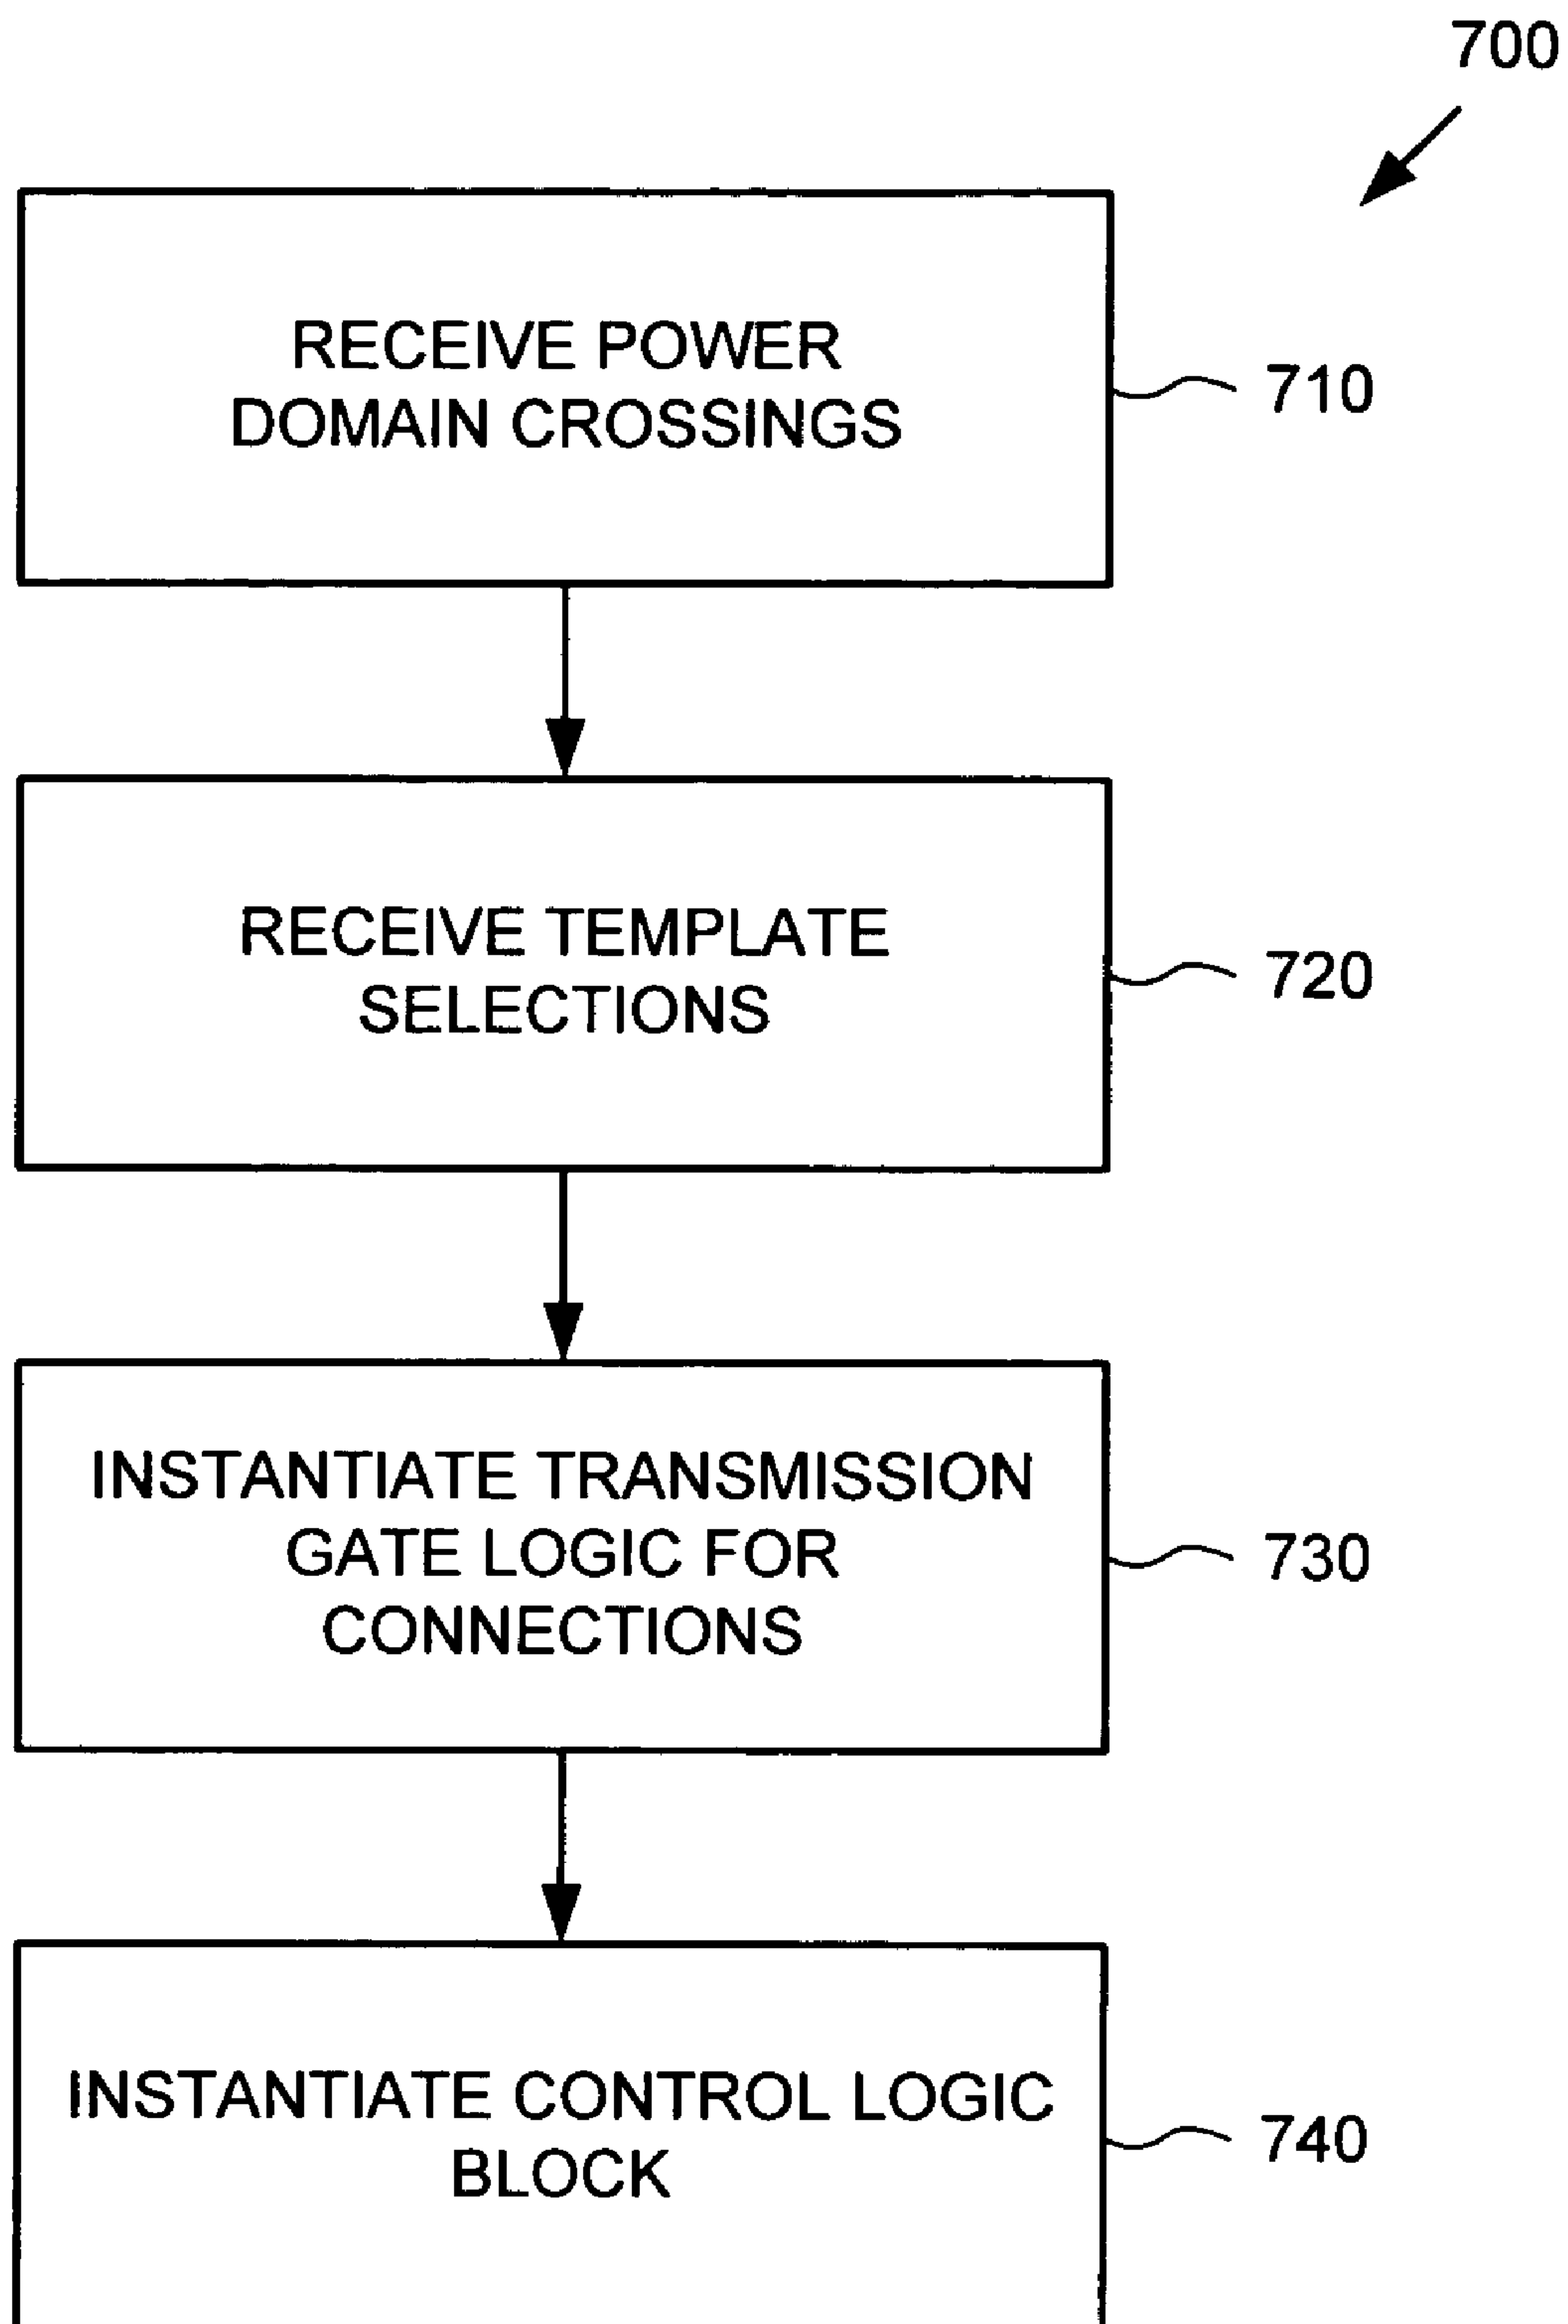 700
RECEIVE POWER
DOMAIN CROSSINGS
710
RECEIVE TEMPLATE
SELECTIONS
720
INSTANTIATE TRANSMISSION
GATE LOGIC FOR
CONNECTIONS
730
INSTANTIATE CONTROL LOGIC
BLOCK
740